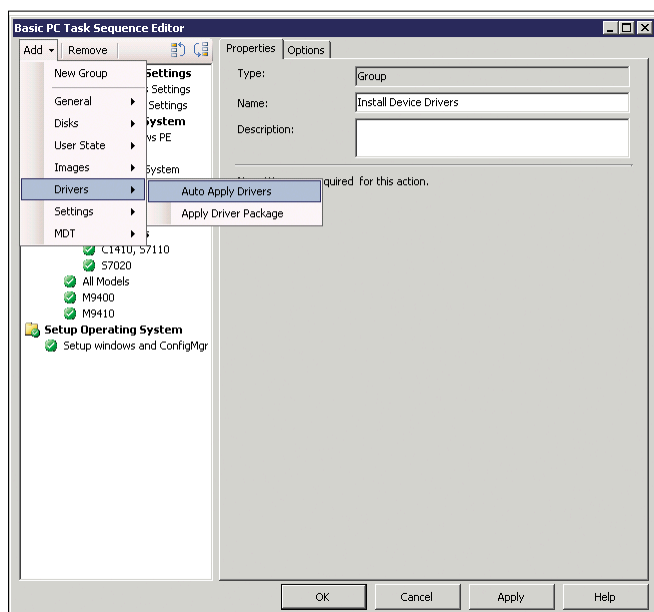 Basic PC Task Sequence Editor
Add Remove
Properties Options
New Group
General
Disks
User State
Images
Drivers
Settings
MDT
Auto Apply Drivers
Apply Driver Package
Settings
Settings
Settings
System
ws PE
System
C1410, S7110
S7020
All Models
M9400
M9410
Setup Operating System
Setup windows and ConfigMgr
Type: Group
Name: Install Device Drivers
Description:
quired for this action.
OK Cancel Apply Help